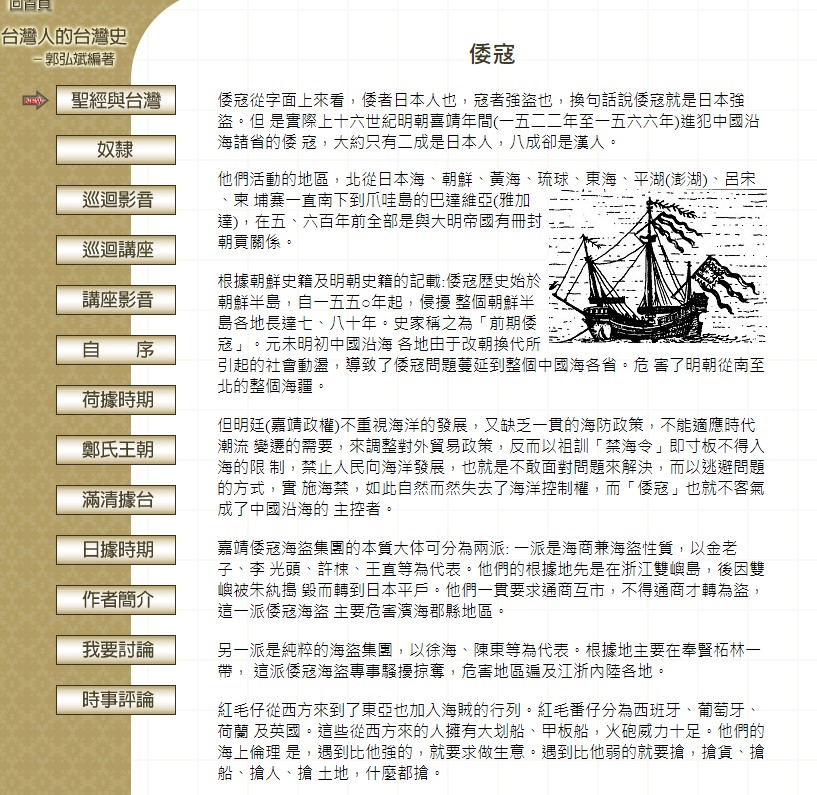 回首頁
台灣人的台灣史
－郭弘斌編著
聖經與台灣
奴隸
巡迴影音
巡迴講座
講座影音
自 序
荷據時期
鄭氏王朝
滿清據台
日據時期
作者簡介
我要討論
時事評論
倭寇
倭寇從字面上來看，倭者日本人也，寇者強盜也，換句話說倭寇就是日本強
盜。但 是實際上十六世紀明朝喜靖年間(一五二二年至一五六六年)進犯中國沿
海諸省的倭 寇，大約只有二成是日本人，八成卻是漢人。
他們活動的地區，北從日本海、朝鮮、黃海、琉球、東海、平湖(澎湖)、呂宋
、柬 埔寨一直南下到爪哇島的巴達維亞(雅加
達)，在五、六百年前全部是與大明帝國有冊封
朝貢關係。
根據朝鮮史籍及明朝史籍的記載:倭寇歷史始於
朝鮮半島，自一三五○年起，侵擾 整個朝鮮半
島各地長達七、八十年。史家稱之為「前期倭
寇」。元末明初中國沿海 各地由于改朝換代所
引起的社會動盪，導致了倭寇問題蔓延到整個中國海各省。危 害了明朝從南至
北的整個海疆。
但明廷(嘉靖政權)不重視海洋的發展，又缺乏一貫的海防政策，不能適應時代
潮流 變遷的需要，來調整對外貿易政策，反而以祖訓「禁海令」即寸板不得入
海的限 制，禁止人民向海洋發展，也就是不敢面對問題來解決，而以逃避問題
的方式，實 施海禁，如此自然而然失去了海洋控制權，而「倭寇」也就不客氣
成了中國沿海的 主控者。
嘉靖倭寇海盜集團的本質大体可分為兩派: 一派是海商兼海盜性質，以金老
子、李 光頭、許棟、王直等為代表。他們的根據地先是在浙江雙嶼島，後因雙
嶼被朱紈搗 毀而轉到日本平戶。他們一貫要求通商互市，不得通商才轉為盜，
這一派倭寇海盜 主要危害濱海郡縣地區。
另一派是純粹的海盜集團，以徐海、陳東等為代表。根據地主要在奉賢柘林一
帶， 這派倭寇海盜專事騷擾掠奪，危害地區遍及江浙內陸各地。
紅毛仔從西方來到了東亞也加入海賊的行列。紅毛番仔分為西班牙、葡萄牙、
荷蘭 及英國。這些從西方來的人擁有大划船、甲板船，火砲威力十足。他們的
海上倫理 是，遇到比他強的，就要求做生意。遇到比他弱的就要搶，搶貨、搶
船、搶人、搶 土地，什麼都搶。